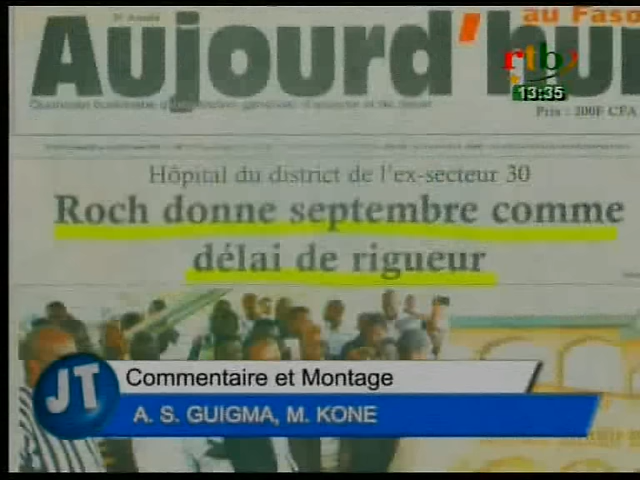 au Faso
Aujourd'hui
rtb
13:35
Prix : 200F CFA
Hôpital du district de l'ex-secteur 30
Roch donne septembre comme
délai de rigueur
JT
Commentaire et Montage
A. S. GUIGMA, M. KONE